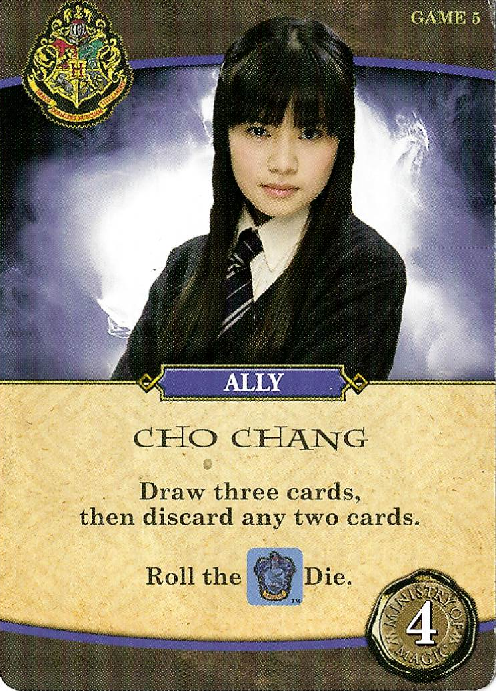 GAME 5
ALLY
CHO CHANG
Draw three cards,
then discard any two cards.
Roll the Die.
MINISTRY OF
4
MAGIC